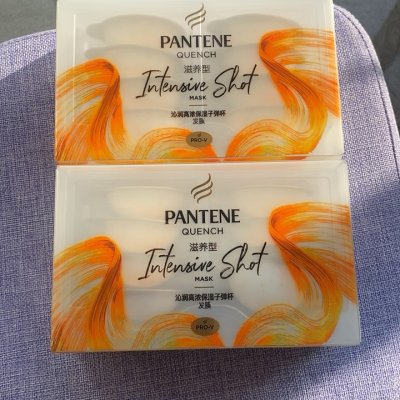 PANTENE
QUENCH
滋养型
Intensive Shot
MASK
沁润高浓保湿子弹杯
发膜
PRO-V
PANTENE
QUENCH
滋养型
Intensive Shot
MASK
沁润高浓保湿子弹杯
发膜
PRO-V